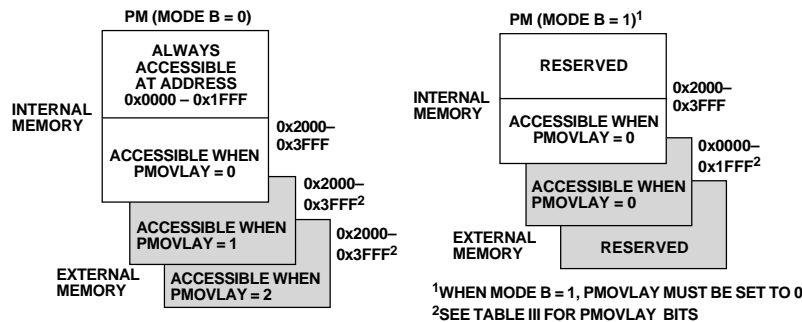 PM (MODE B = 0)
ALWAYS
ACCESSIBLE
AT ADDRESS
0x0000 – 0x1FFF
INTERNAL
MEMORY
0x2000–
0x3FFF
ACCESSIBLE WHEN
PMOVLAY = 0
0x2000–
0x3FFF²
ACCESSIBLE WHEN
PMOVLAY = 1
0x2000–
0x3FFF²
EXTERNAL
MEMORY
ACCESSIBLE WHEN
PMOVLAY = 2
PM (MODE B = 1)¹
RESERVED
INTERNAL
MEMORY
0x2000–
0x3FFF
ACCESSIBLE WHEN
PMOVLAY = 0
0x0000–
0x1FFF²
ACCESSIBLE WHEN
PMOVLAY = 0
EXTERNAL
MEMORY
RESERVED
¹WHEN MODE B = 1, PMOVLAY MUST BE SET TO 0
²SEE TABLE III FOR PMOVLAY BITS